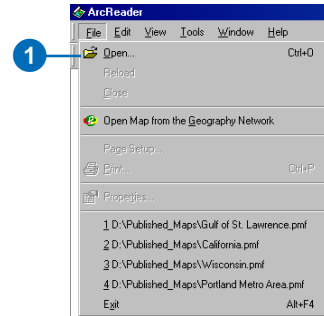 ArcReader
File Edit View Tools Window Help
1
Open... Ctrl+O
Reload
Close
Open Map from the Geography Network
Page Setup...
Print... Ctrl+P
Properties...
1 D:\Published_Maps\Gulf of St. Lawrence.pmf
2 D:\Published_Maps\California.pmf
3 D:\Published_Maps\Wisconsin.pmf
4 D:\Published_Maps\Portland Metro Area.pmf
Exit Alt+F4